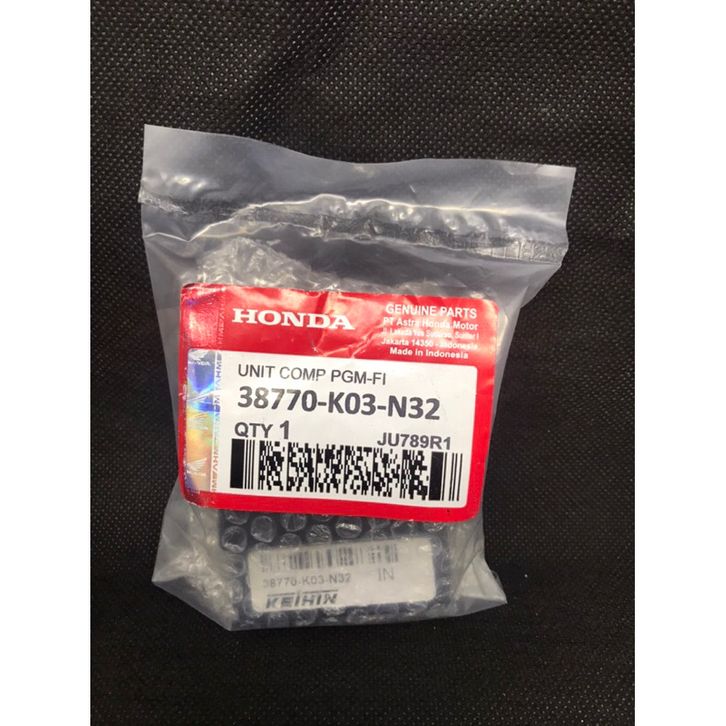 HONDA
GENUINE PARTS
PT Astra Honda Motor
Jakarta 14350 - Indonesia
Made in Indonesia
UNIT COMP PGM-FI
38770-K03-N32
QTY 1
JU789R1
38770-K03-N32 IN
KEIHIN